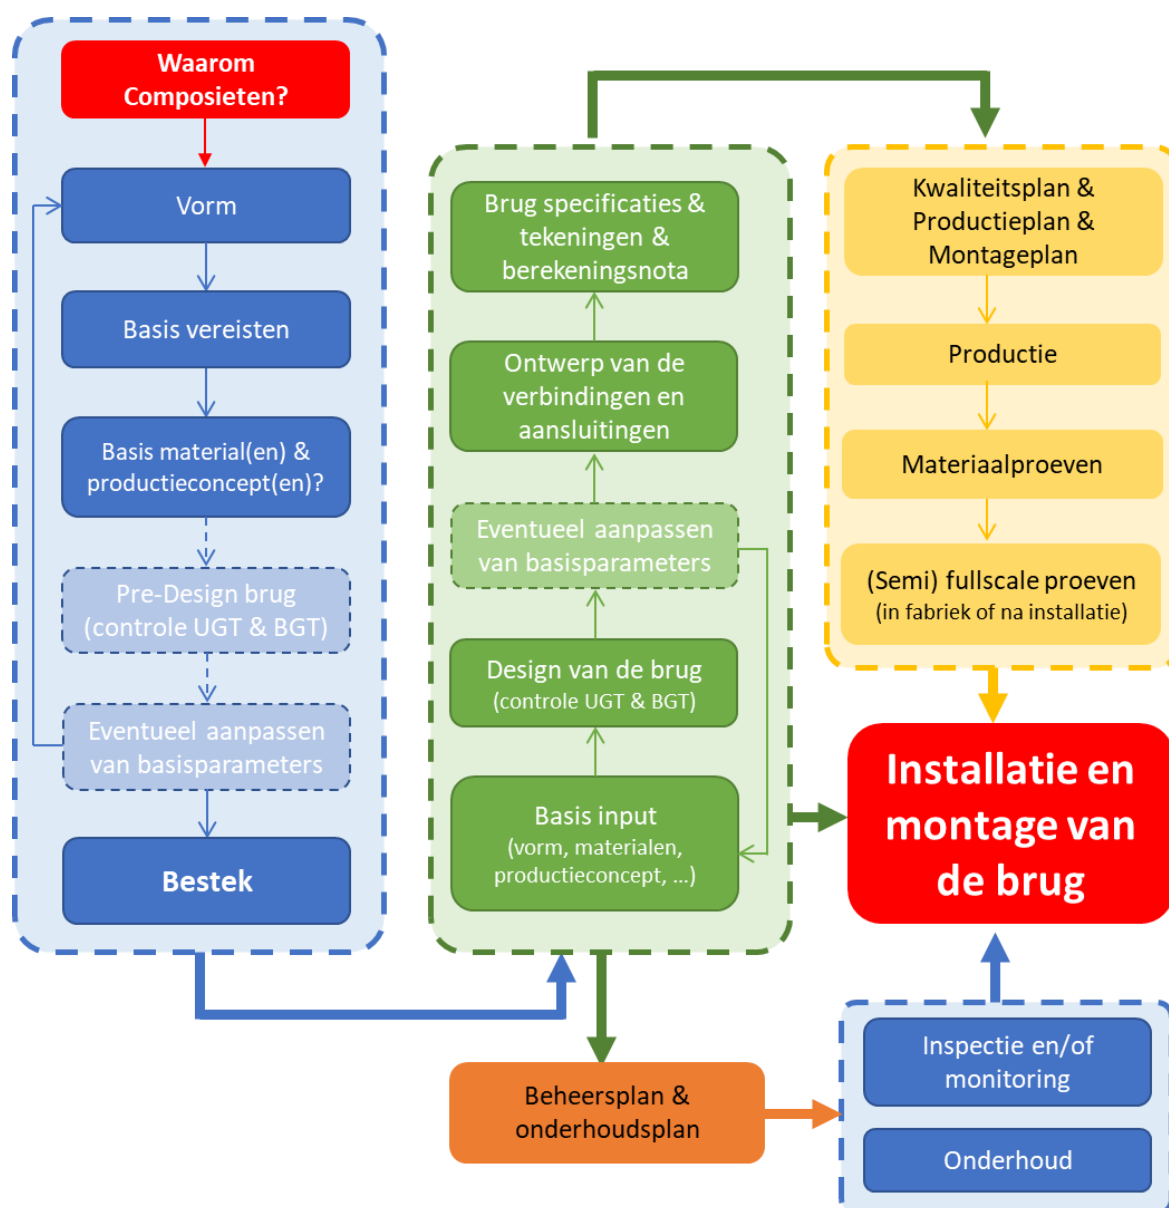 Waarom
Composieten?
Vorm
Basis vereisten
Basis material(en) &
productieconcept(en)?
Pre-Design brug
(controle UGT & BGT)
Eventueel aanpassen
van basisparameters
Bestek
Brug specificaties &
tekeningen &
berekeningsnota
Ontwerp van de
verbindingen en
aansluitingen
Eventueel aanpassen
van basisparameters
Design van de brug
(controle UGT & BGT)
Basis input
(vorm, materialen,
productieconcept, ...)
Kwaliteitsplan &
Productieplan &
Montageplan
Productie
Materiaalproeven
(Semi) fullscale proeven
(in fabriek of na installatie)
Installatie en
montage van
de brug
Beheersplan &
onderhoudsplan
Inspectie en/of
monitoring
Onderhoud